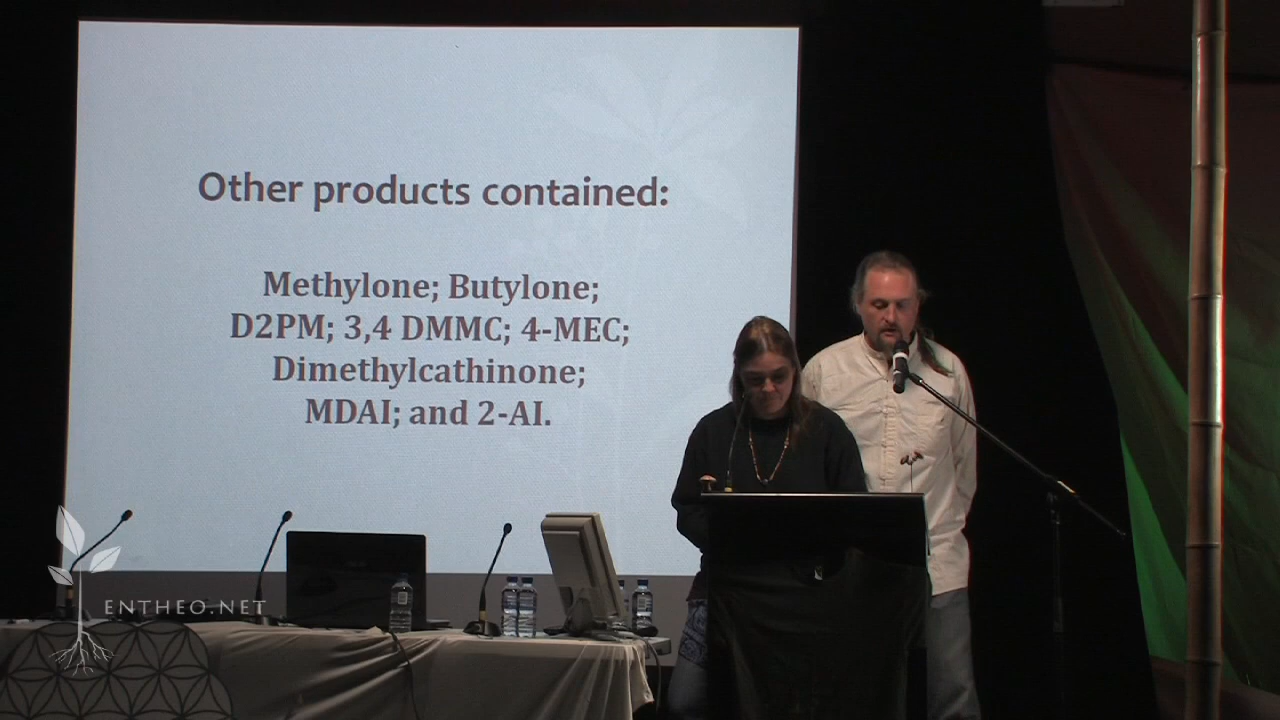 Other products contained:
Methylone; Butylone;
D2PM; 3,4 DMMC; 4-MEC;
Dimethylcathinone;
MDAI; and 2-AI.
ENTHEO.NET